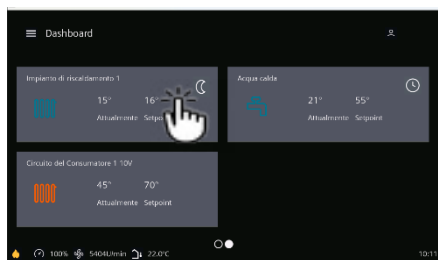 Dashboard
Impianto di riscaldamento 1
15° 16°
Attualmente
Acqua calda
21° 55°
Attualmente Setpoint
Circuito del Consumatore 1 10V
45° 70°
Attualmente Setpoint
100% 5404U/min 22.0°C
10:11